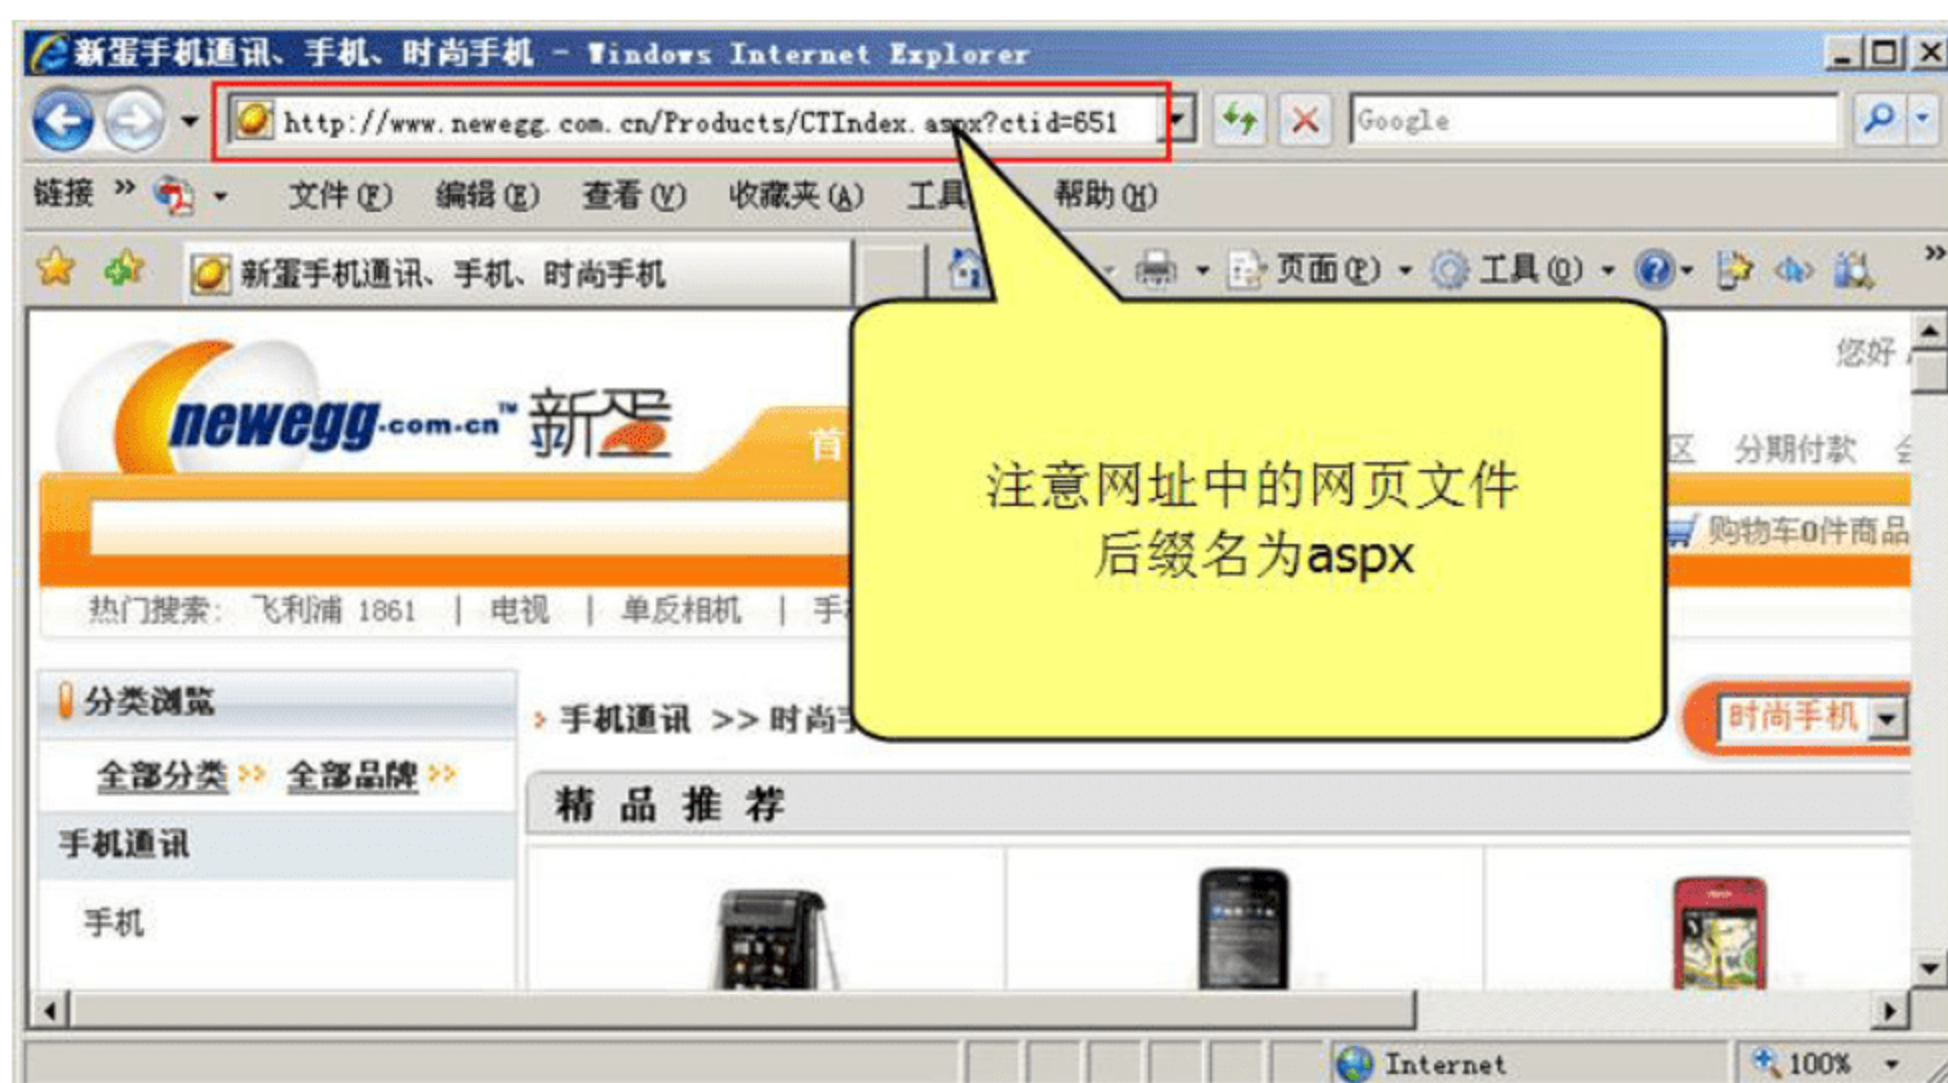 新蛋手机通讯、手机、时尚手机 - Windows Internet Explorer
http://www.newegg.com.cn/Products/CTIndex.aspx?ctid=651
Google
链接 » 文件(F) 编辑(E) 查看(V) 收藏夹(A) 工具 帮助(H)
新蛋手机通讯、手机、时尚手机
页面(P) 工具(O) »
您好
newegg.com.cn™ 新蛋
首
区 分期付款
注意网址中的网页文件
后缀名为aspx
购物车0件商品
热门搜索: 飞利浦 1861 | 电视 | 单反相机 | 手
分类浏览
手机通讯 >> 时尚
时尚手机
全部分类 >> 全部品牌 >>
精 品 推 荐
手机通讯
手机
Internet
100%